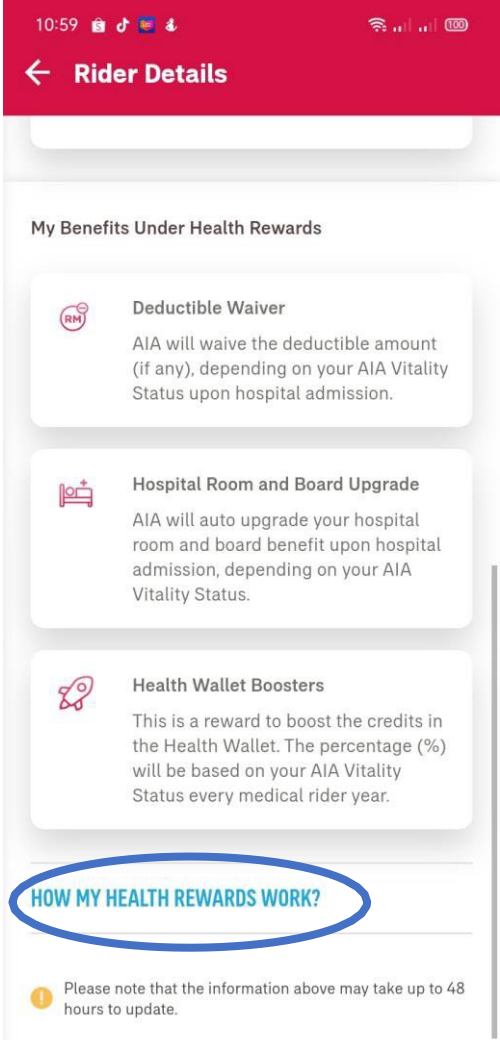 10:59
100
Rider Details
My Benefits Under Health Rewards
RM
Deductible Waiver
AIA will waive the deductible amount
(if any), depending on your AIA Vitality
Status upon hospital admission.
Hospital Room and Board Upgrade
AIA will auto upgrade your hospital
room and board benefit upon hospital
admission, depending on your AIA
Vitality Status.
Health Wallet Boosters
This is a reward to boost the credits in
the Health Wallet. The percentage (%)
will be based on your AIA Vitality
Status every medical rider year.
HOW MY HEALTH REWARDS WORK?
Please note that the information above may take up to 48
hours to update.